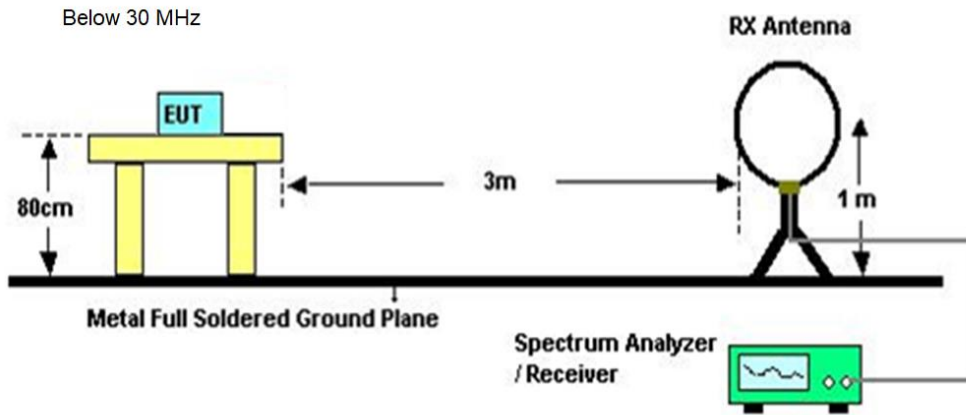 Below 30 MHz
RX Antenna
EUT
80cm
3m
1 m
Metal Full Soldered Ground Plane
Spectrum Analyzer
/ Receiver